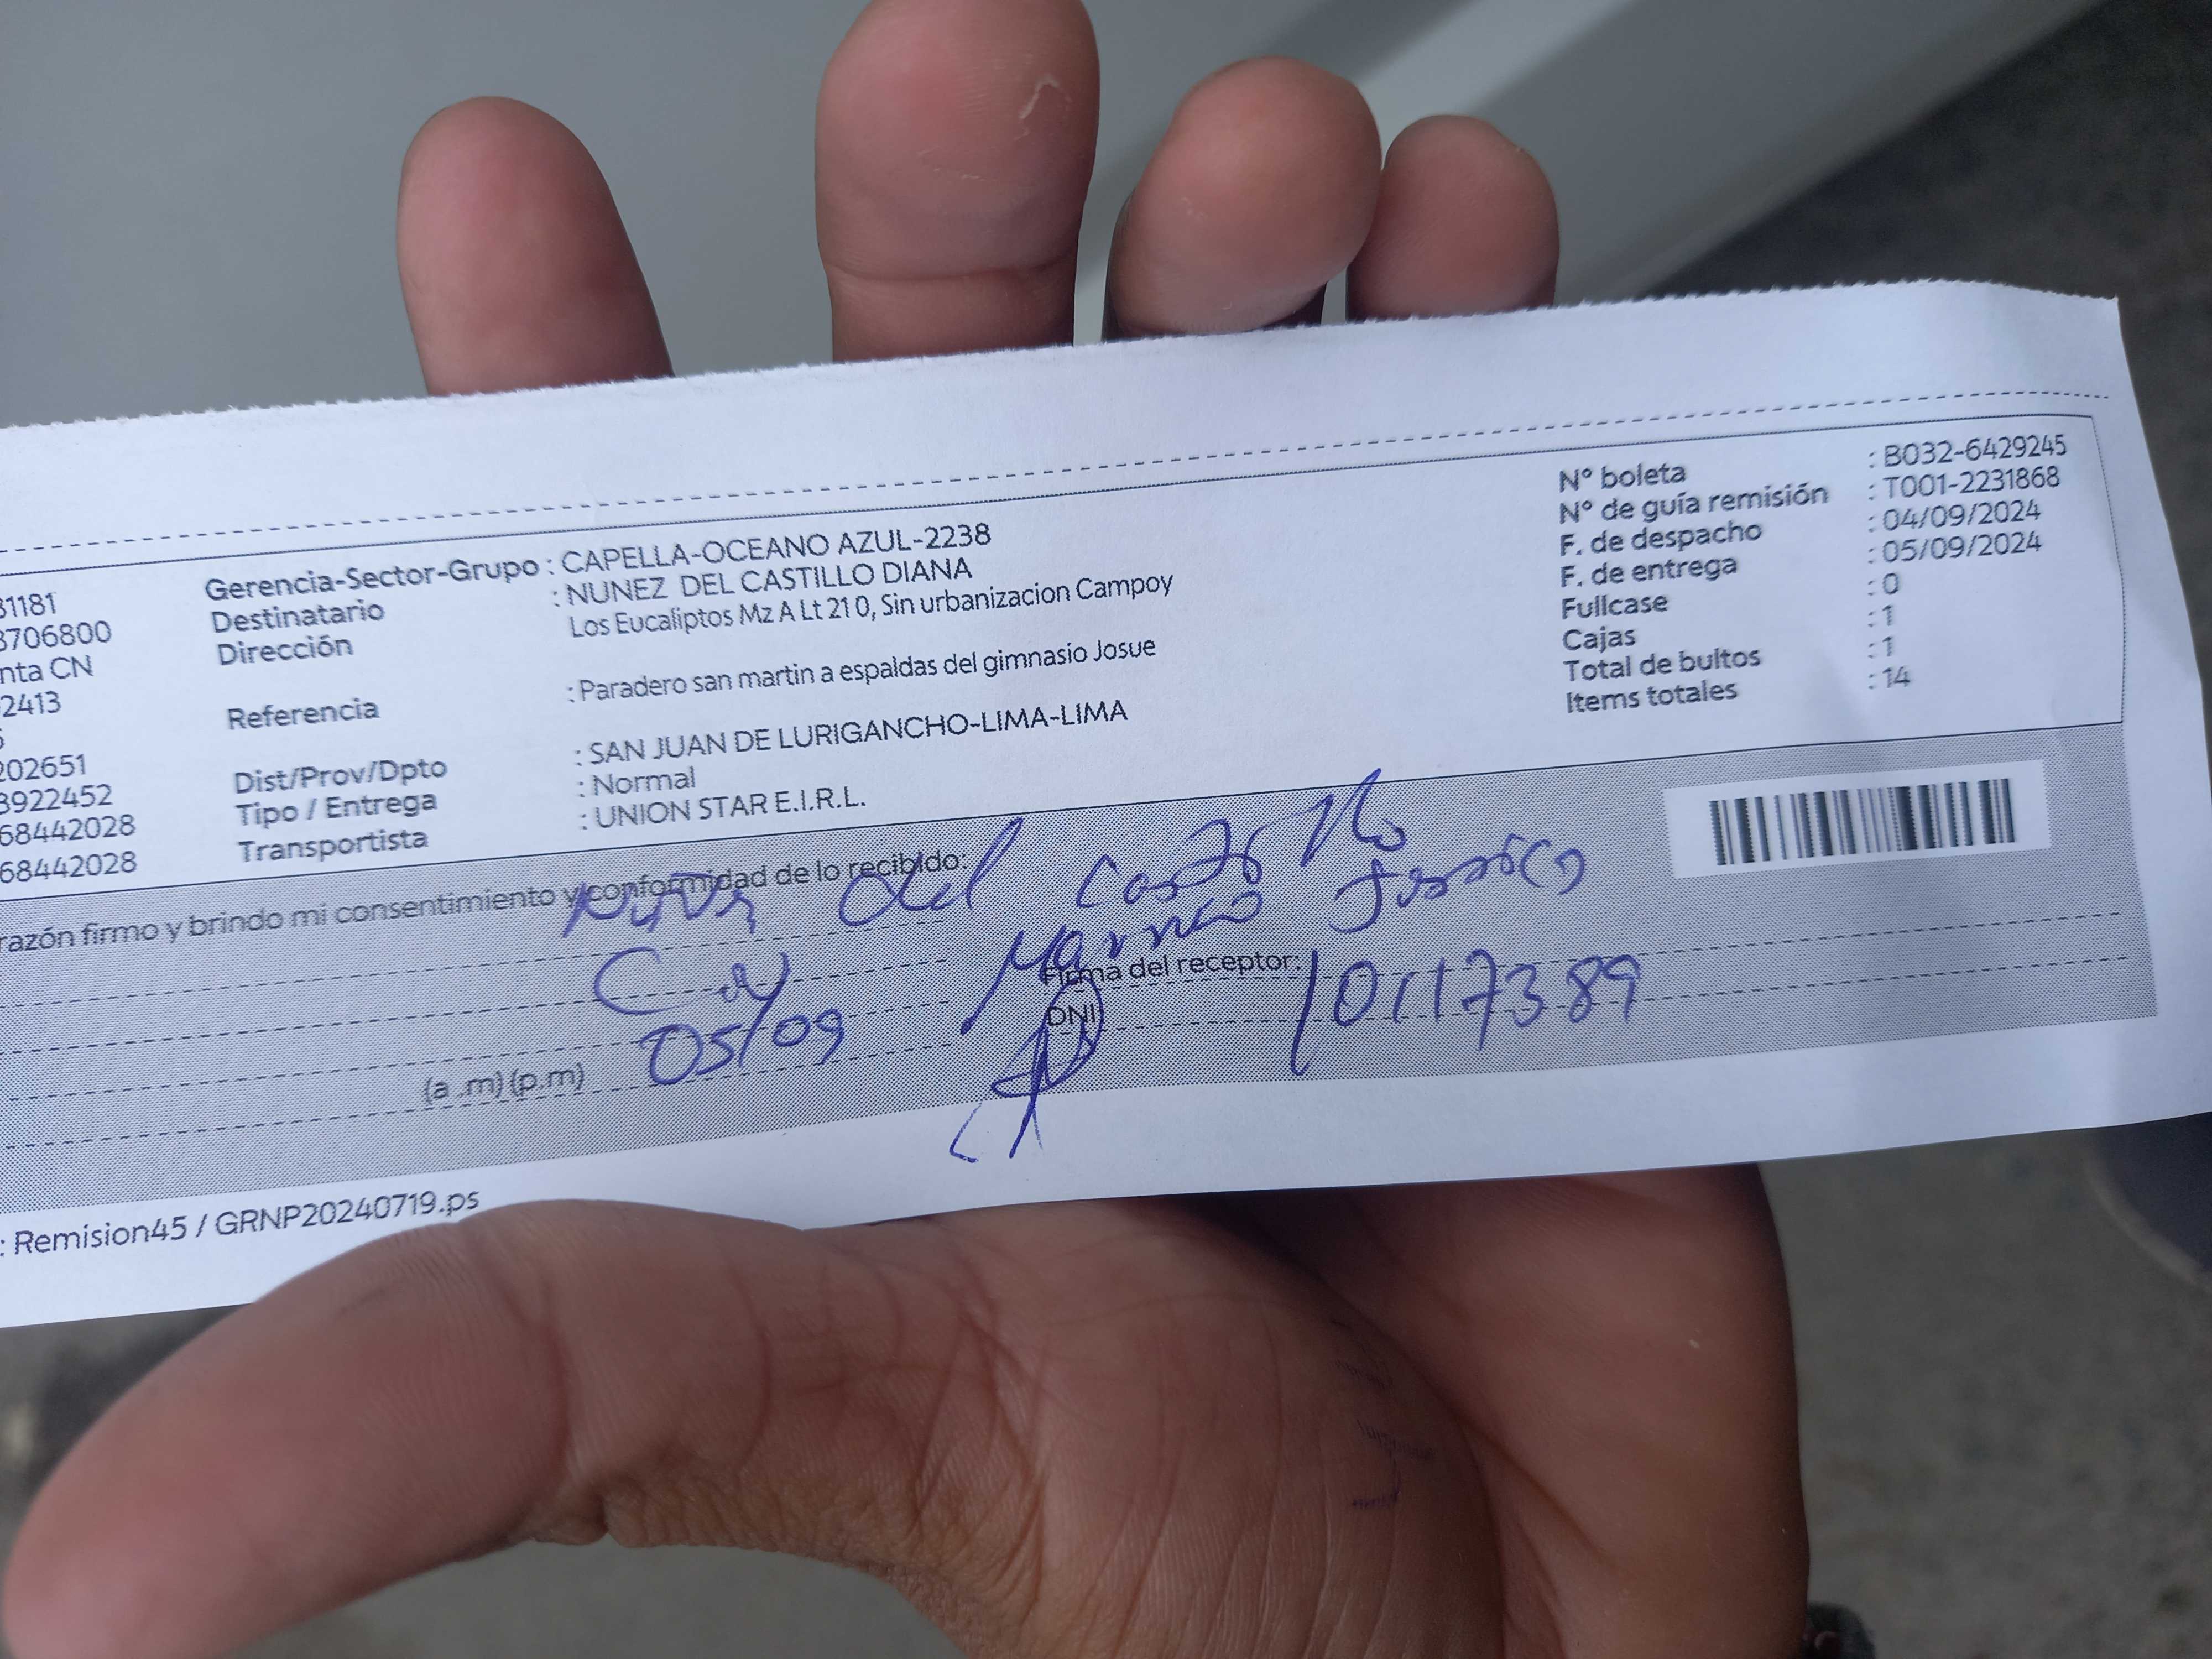 31181
3706800
nta CN
2413
202651
3922452
68442028
68442028
Gerencia-Sector-Grupo : CAPELLA-OCEANO AZUL-2238
Destinatario : NUNEZ DEL CASTILLO DIANA
Dirección Los Eucaliptos Mz A Lt 21 0, Sin urbanizacion Campoy
Referencia : Paradero san martin a espaldas del gimnasio Josue
Dist/Prov/Dpto : SAN JUAN DE LURIGANCHO-LIMA-LIMA
Tipo / Entrega : Normal
Transportista : UNION STAR E.I.R.L.
N° boleta : B032-6429245
N° de guía remisión : T001-2231868
F. de despacho : 04/09/2024
F. de entrega : 05/09/2024
Fullcase : 0
Cajas : 1
Total de bultos : 1
Items totales : 14
razón firmo y brindo mi consentimiento y conformidad de lo recibido:
del Castillo
Firma del receptor:
DNI 10117389
(a .m) (p.m) 05/09
: Remision45 / GRNP20240719.ps